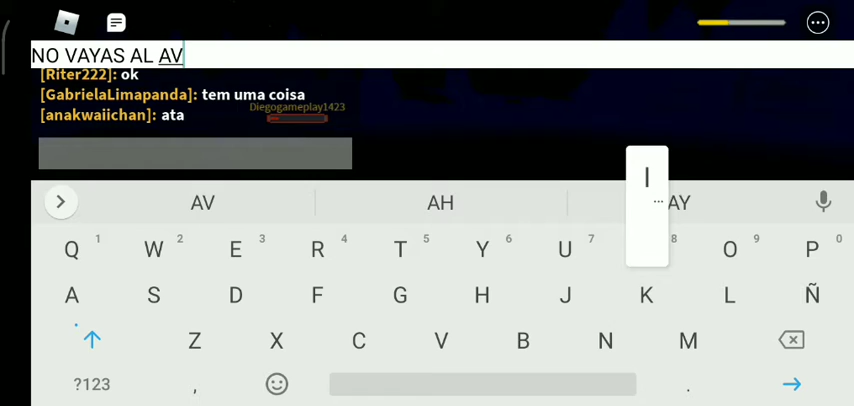 NO VAYAS AL AV
[Riter222]: ok
[GabrielaLimapanda]: tem uma coisa
Diegogameplay1423
[anakwaiichan]: ata
AV AH AY
I
Q 1 W 2 E 3 R 4 T 5 Y 6 U 7 8 O 9 P 0
A S D F G H J K L Ñ
Z X C V B N M
?123 , .